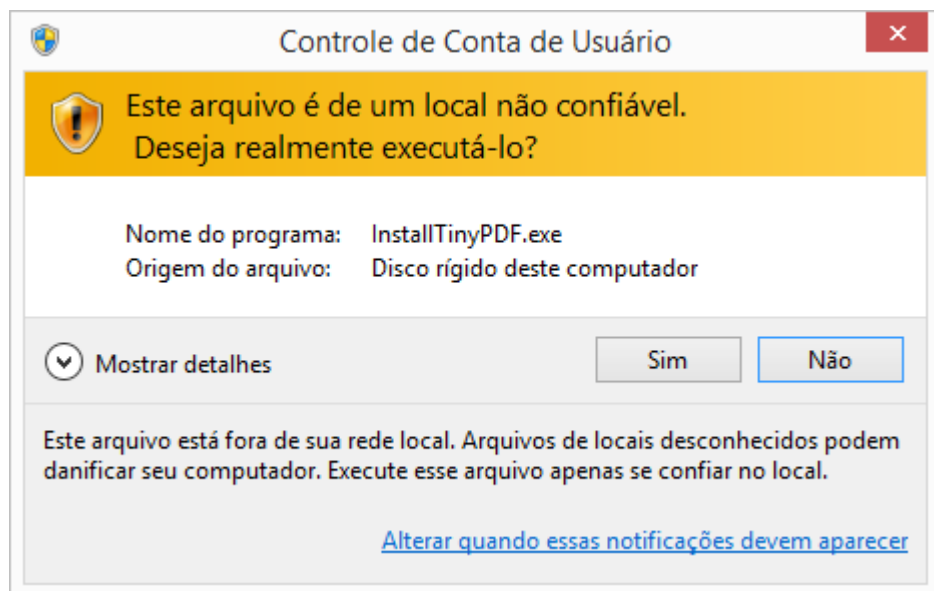 Controle de Conta de Usuário
Este arquivo é de um local não confiável.
Deseja realmente executá-lo?
Nome do programa: InstallTinyPDF.exe
Origem do arquivo: Disco rígido deste computador
Mostrar detalhes Sim Não
Este arquivo está fora de sua rede local. Arquivos de locais desconhecidos podem
danificar seu computador. Execute esse arquivo apenas se confiar no local.
Alterar quando essas notificações devem aparecer